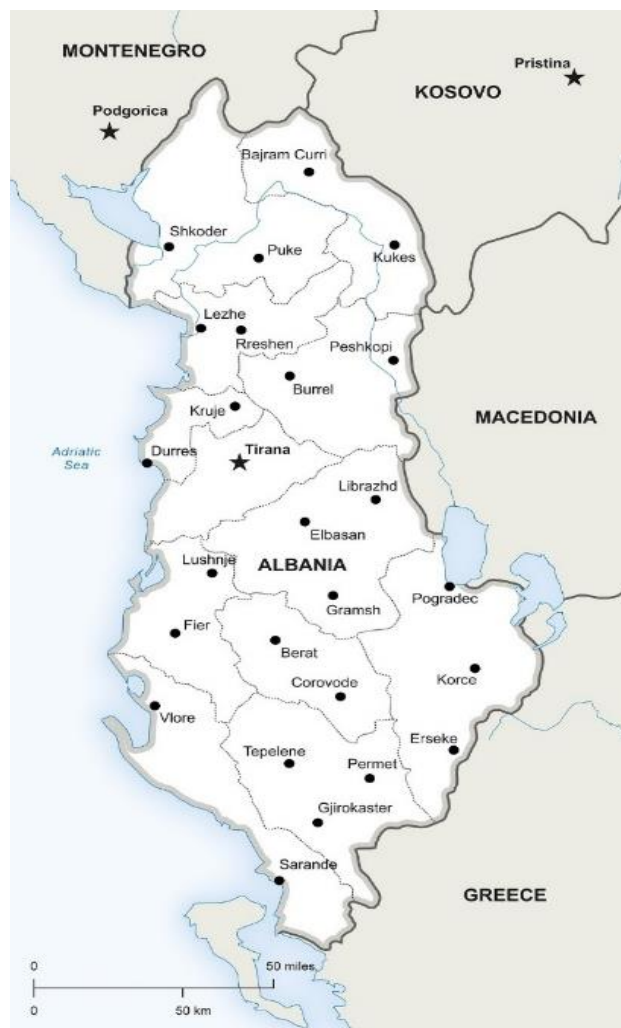 MONTENEGRO
Pristina
KOSOVO
Podgorica
Bajram Curri
Shkoder
Puke
Kukes
Lezhe
Rreshen
Peshkopi
Burrel
Kruje
MACEDONIA
Adriatic
Sea
Durres
Tirana
Librazhd
Elbasan
Lushnje
ALBANIA
Pogradec
Gramsh
Fier
Berat
Korce
Corovode
Vlore
Erseke
Tepelene
Permet
Gjirokaster
Sarande
GREECE
0
50 miles
0
50 km